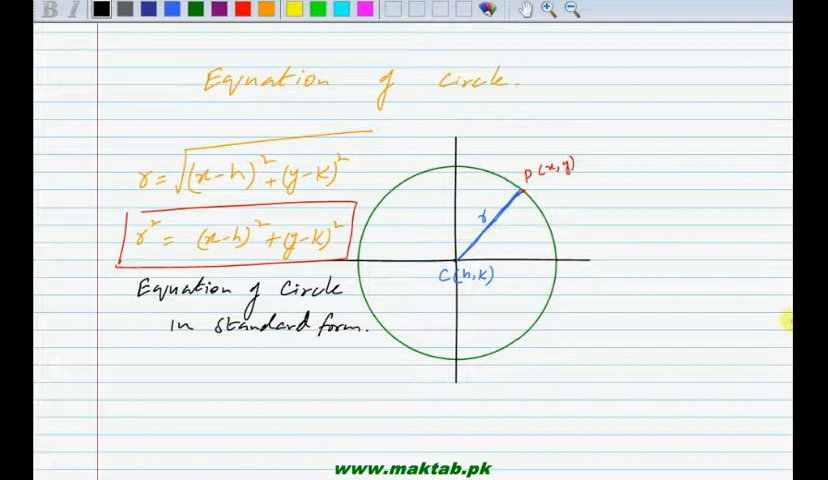 B I
Equation of circle.
r = √(x-h)² + (y-k)²
P(x,y)
r² = (x-h)² + (y-k)²
r
C(h,k)
Equation of Circle
in standard form.
www.maktab.pk